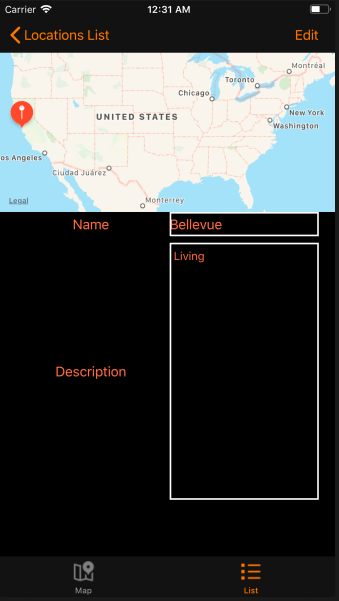 Carrier 12:31 AM
Locations List Edit
Montréal
Toronto
Chicago
UNITED STATES
New York
Washington
os Angeles
Ciudad Juárez
Monterrey
Legal
Name Bellevue
Living
Description
Map List